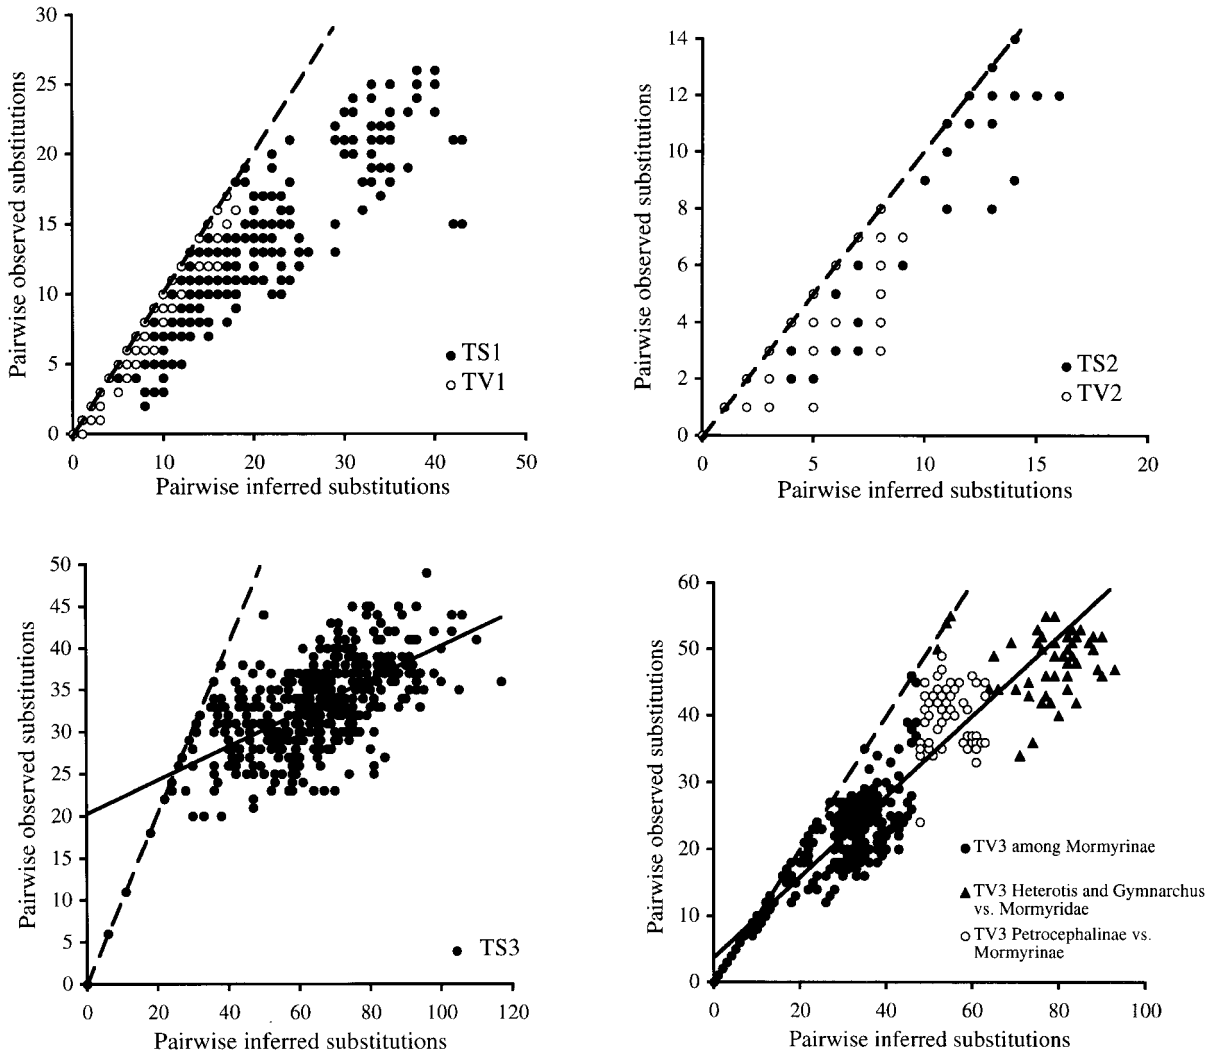 30
25
20
15
10
5
0
Pairwise observed substitutions
TS1
TV1
0 10 20 30 40 50
Pairwise inferred substitutions
14
12
10
8
6
4
2
0
Pairwise observed substitutions
TS2
TV2
0 5 10 15 20
Pairwise inferred substitutions
50
45
40
35
30
25
20
15
10
5
0
Pairwise observed substitutions
TS3
0 20 40 60 80 100 120
Pairwise inferred substitutions
60
50
40
30
20
10
0
Pairwise observed substitutions
TV3 among Mormyrinae
TV3 Heterotis and Gymnarchus
vs. Mormyridae
TV3 Petrocephalinae vs.
Mormyrinae
0 20 40 60 80 100
Pairwise inferred substitutions